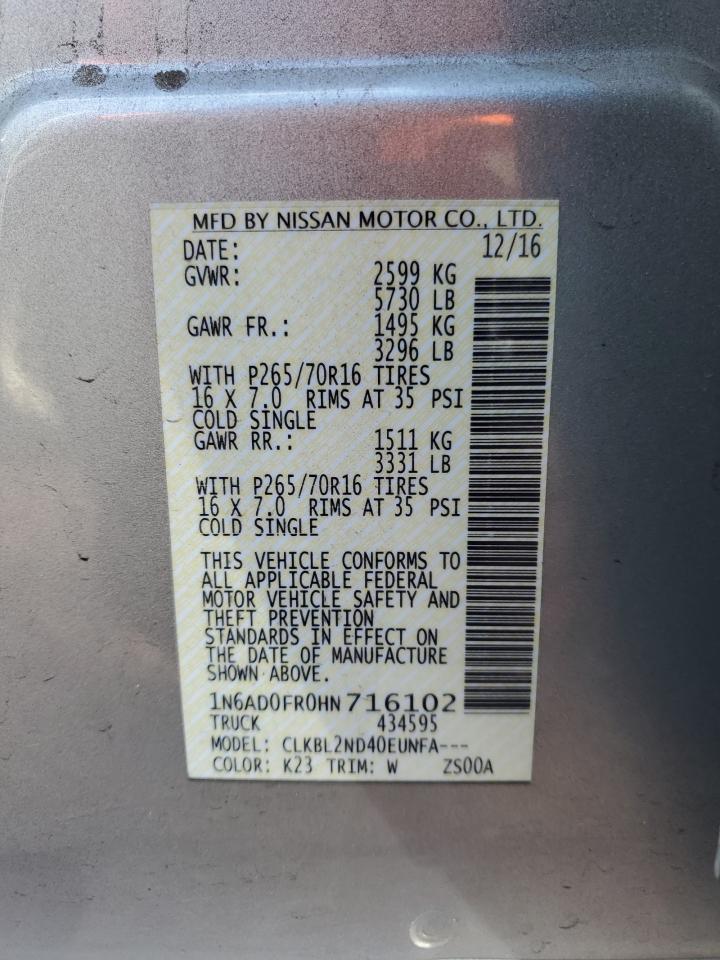 MFD BY NISSAN MOTOR CO., LTD.
DATE: 12/16
GVWR: 2599 KG
5730 LB
GAWR FR.: 1495 KG
3296 LB
WITH P265/70R16 TIRES
16 X 7.0 RIMS AT 35 PSI
COLD SINGLE
GAWR RR.: 1511 KG
3331 LB
WITH P265/70R16 TIRES
16 X 7.0 RIMS AT 35 PSI
COLD SINGLE
THIS VEHICLE CONFORMS TO
ALL APPLICABLE FEDERAL
MOTOR VEHICLE SAFETY AND
THEFT PREVENTION
STANDARDS IN EFFECT ON
THE DATE OF MANUFACTURE
SHOWN ABOVE.
1N6AD0FR0HN 716102
TRUCK 434595
MODEL: CLKBL2ND40EUNFA---
COLOR: K23 TRIM: W ZS00A